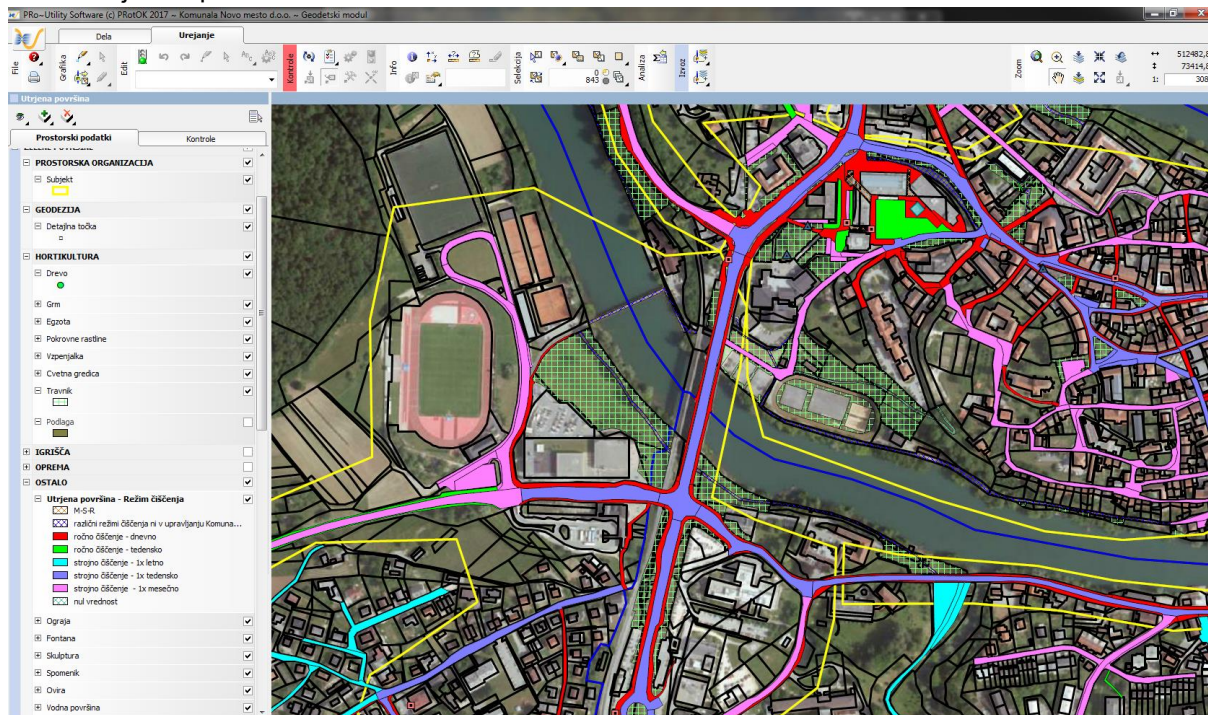 PRo~Utility Software (c) PRotOK 2017 ~ Komunala Novo mesto d.o.o. ~ Geodetski modul
Dela
Urejanje
File
Grafika
Edit
Kontrole
Info
Selekcija
0
843
Analiza
Izvoz
Zoom
512482,8
73414,8
1:
308
Utrjena površina
Prostorski podatki
Kontrole
PROSTORSKA ORGANIZACIJA
Subjekt
GEODEZIJA
Detajlna točka
HORTIKULTURA
Drevo
Grm
Egzota
Pokrovne rastline
Vzpenjalka
Cvetna gredica
Travnik
Podlaga
IGRIŠČA
OPREMA
OSTALO
Utrjena površina - Režim čiščenja
M-S-R
različni režimi čiščenja ni v upravljanju Komuna...
ročno čiščenje - dnevno
ročno čiščenje - tedensko
strojno čiščenje - 1x letno
strojno čiščenje - 1x tedensko
strojno čiščenje - 1x mesečno
nul vrednost
Ograja
Fontana
Skulptura
Spomenik
Ovira
Vodna površina